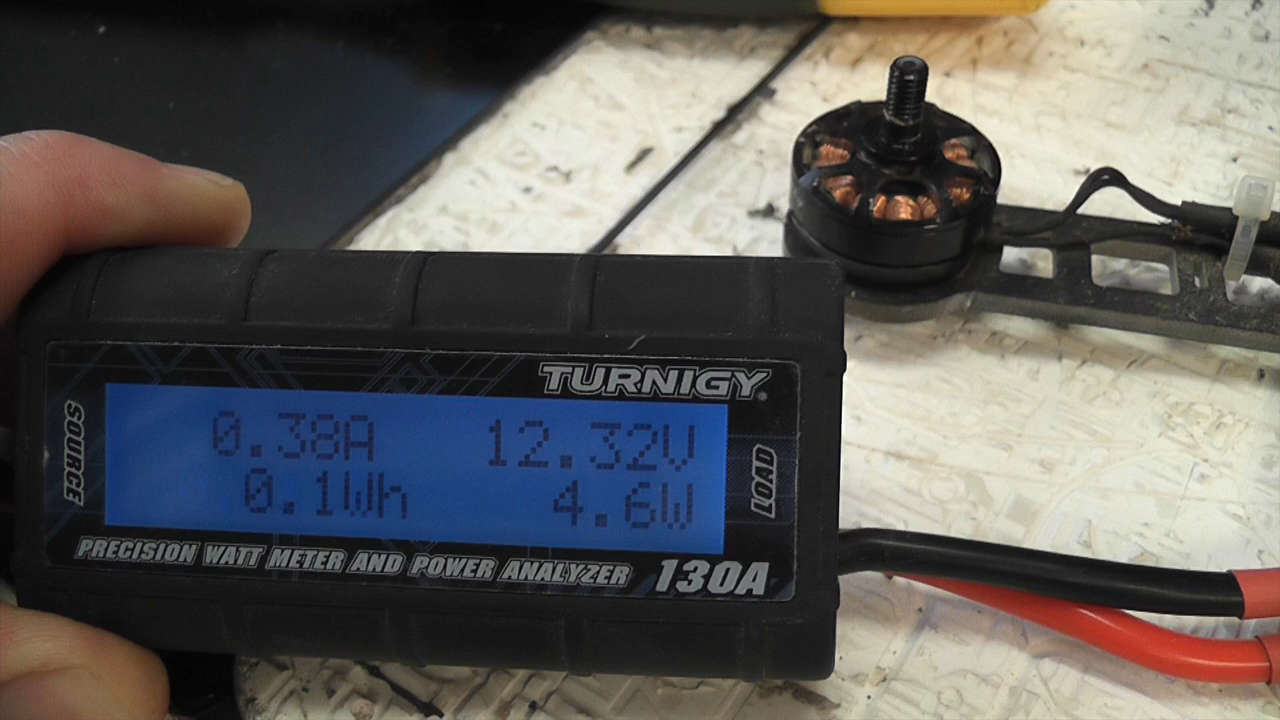 TURNIGY
SOURCE
0.38A 12.32V
0.1Wh 4.6W
LOAD
PRECISION WATT METER AND POWER ANALYZER 130A